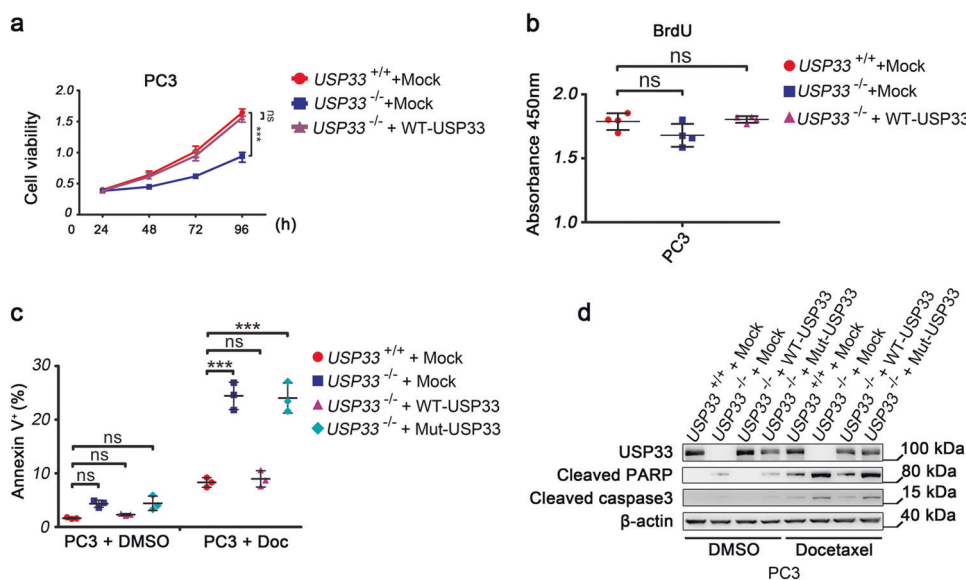 a
PC3
USP33 +/+ +Mock
USP33 -/- +Mock
USP33 -/- + WT-USP33
Cell viability
2.0
1.5
1.0
0.5
0
0 24 48 72 96 (h)
ns
***
b
BrdU
USP33 +/+ +Mock
USP33 -/- +Mock
USP33 -/- + WT-USP33
Absorbance 450nm
2.0
1.5
1.0
ns
ns
PC3
c
Annexin V+ (%)
30
20
10
0
***
ns
***
ns
ns
ns
USP33 +/+ + Mock
USP33 -/- + Mock
USP33 -/- + WT-USP33
USP33 -/- + Mut-USP33
PC3 + DMSO PC3 + Doc
d
USP33 +/+ + Mock
USP33 -/- + Mock
USP33 -/- + WT-USP33
USP33 -/- + Mut-USP33
USP33 +/+ + Mock
USP33 -/- + Mock
USP33 -/- + WT-USP33
USP33 -/- + Mut-USP33
USP33 100 kDa
Cleaved PARP 80 kDa
Cleaved caspase3 15 kDa
β-actin 40 kDa
DMSO Docetaxel
PC3